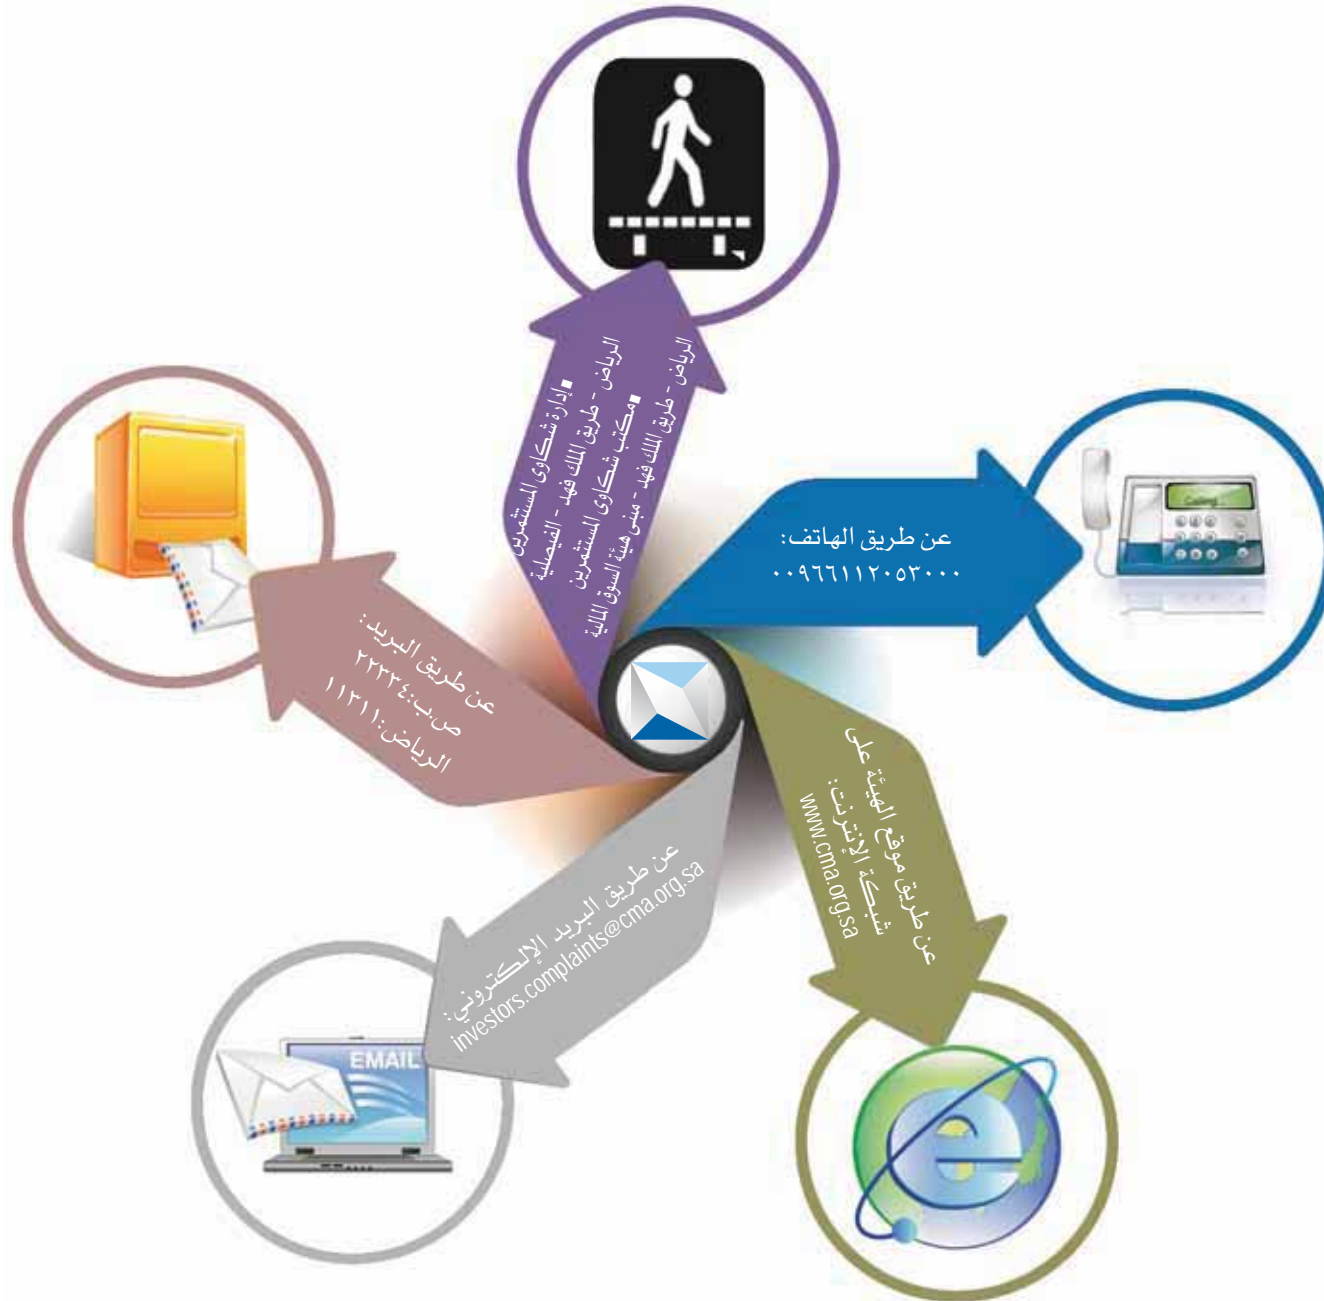 ■إدارة شكاوى المستثمرين
الرياض - طريق الملك فهد - الفيصلية
■مكتب شكاوى المستثمرين
الرياض - طريق الملك فهد - مبنى هيئة السوق المالية
Calling...
عن طريق الهاتف:
٠٠٩٦٦١١٢٠٥٣٠٠٠
عن طريق البريد:
ص.ب:٢٢٣٣٤
الرياض:١١٣١١
عن طريق موقع الهيئة على
شبكة الإنترنت:
www.cma.org.sa
عن طريق البريد الإلكتروني:
investors.complaints@cma.org.sa
EMAIL